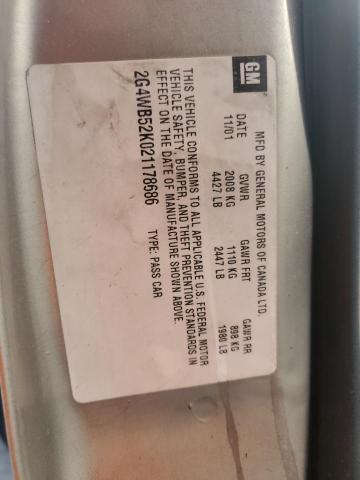 GM
MFD BY GENERAL MOTORS OF CANADA LTD.
DATE GVWR GAWR FRT GAWR RR
11/01 2008 KG 1110 KG 898 KG
4427 LB 2447 LB 1980 LB
THIS VEHICLE CONFORMS TO ALL APPLICABLE U.S. FEDERAL MOTOR
VEHICLE SAFETY, BUMPER, AND THEFT PREVENTION STANDARDS IN
EFFECT ON THE DATE OF MANUFACTURE SHOWN ABOVE.
2G4WB52K021178686 TYPE: PASS CAR